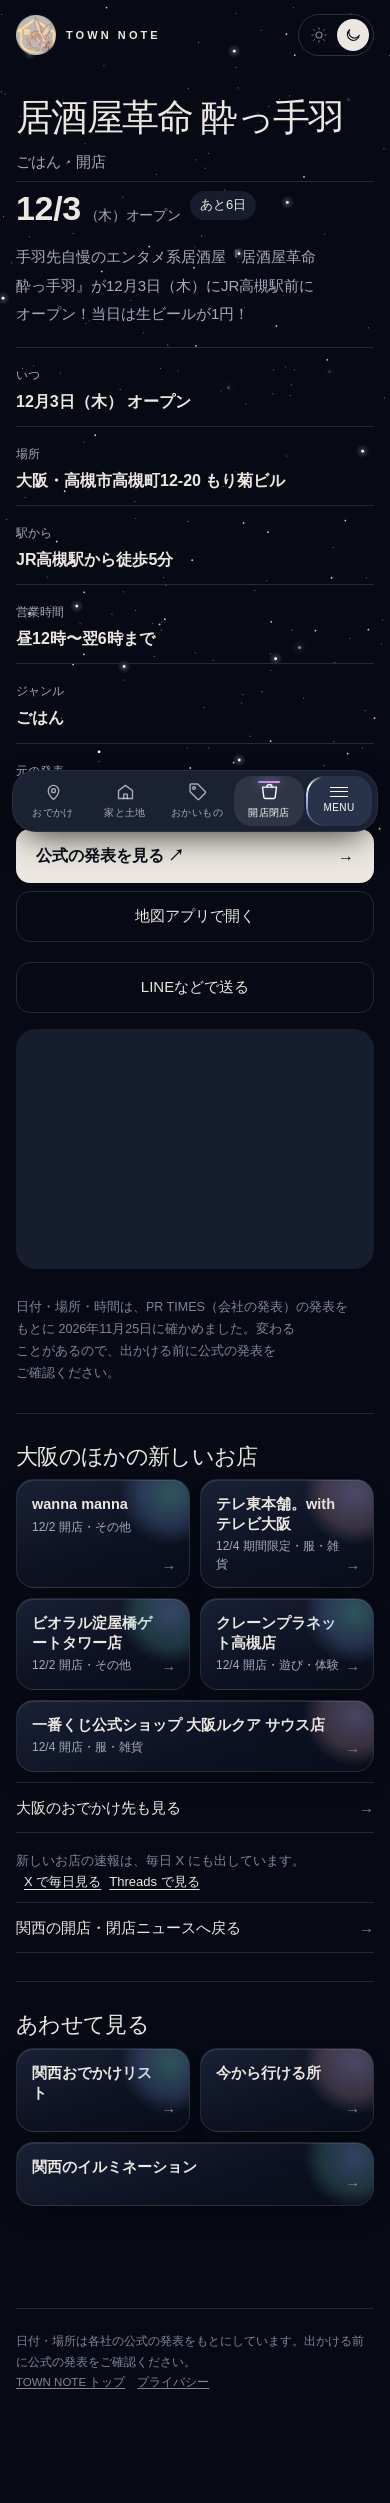 TOWN NOTE
居酒屋革命 酔っ手羽
ごはん・開店
12/3 （木）オープン あと6日
手羽先自慢のエンタメ系居酒屋『居酒屋革命
酔っ手羽』が12月3日（木）にJR高槻駅前に
オープン！当日は生ビールが1円！
いつ
12月3日（木） オープン
場所
大阪・高槻市高槻町12-20 もり菊ビル
駅から
JR高槻駅から徒歩5分
営業時間
昼12時〜翌6時まで
ジャンル
ごはん
元の発表
おでかけ 家と土地 おかいもの 開店閉店 MENU
公式の発表を見る ↗ →
地図アプリで開く
LINEなどで送る
日付・場所・時間は、PR TIMES（会社の発表）の発表を
もとに 2026年11月25日に確かめました。変わる
ことがあるので、出かける前に公式の発表を
ご確認ください。
大阪のほかの新しいお店
wanna manna
12/2 開店・その他
→
テレ東本舗。with
テレビ大阪
12/4 期間限定・服・雑
貨 →
ビオラル淀屋橋ゲ
ートタワー店
12/2 開店・その他 →
クレーンプラネッ
ト高槻店
12/4 開店・遊び・体験 →
一番くじ公式ショップ 大阪ルクア サウス店
12/4 開店・服・雑貨 →
大阪のおでかけ先も見る →
新しいお店の速報は、毎日 X にも出しています。
X で毎日見る Threads で見る
関西の開店・閉店ニュースへ戻る →
あわせて見る
関西おでかけリス
ト
→
今から行ける所
→
関西のイルミネーション
→
日付・場所は各社の公式の発表をもとにしています。出かける前
に公式の発表をご確認ください。
TOWN NOTE トップ プライバシー